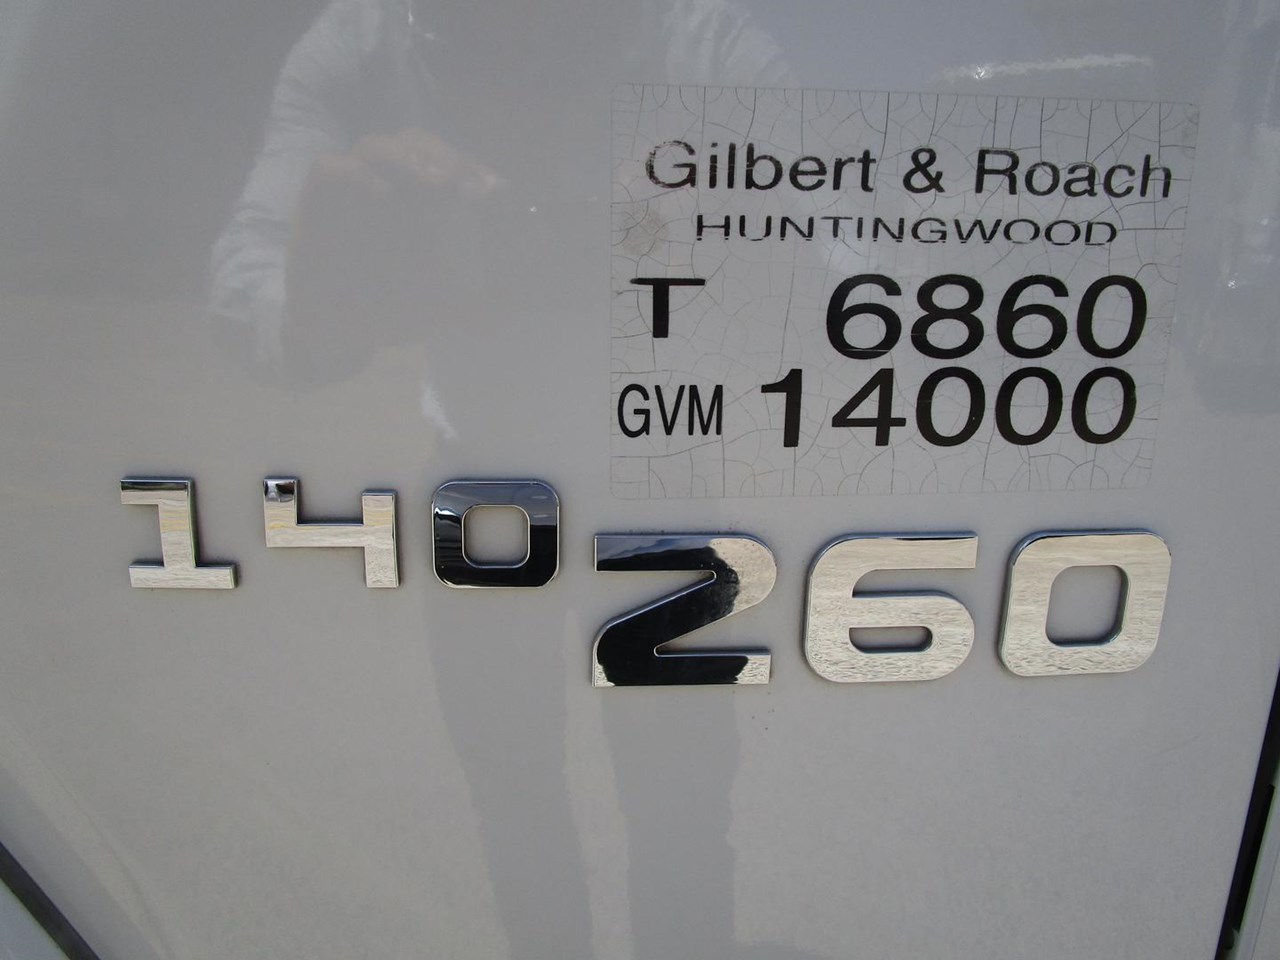 Gilbert & Roach
HUNTINGWOOD
T 6860
GVM 14000
140 260